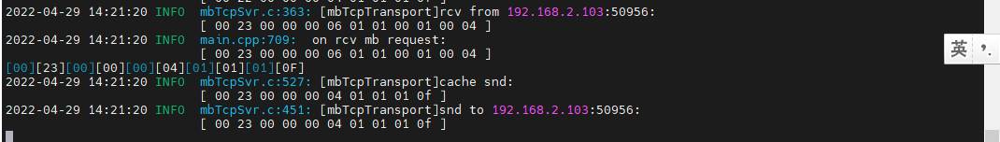 2022-04-29 14:21:20 INFO  mbTcpSvr.c:363: [mbTcpTransport]rcv from 192.168.2.103:50956:
[ 00 23 00 00 00 06 01 01 00 01 00 04 ]
2022-04-29 14:21:20 INFO  main.cpp:709:  on rcv mb request:
[ 00 23 00 00 00 06 01 01 00 01 00 04 ]
[00][23][00][00][00][04][01][01][01][0F]
2022-04-29 14:21:20 INFO  mbTcpSvr.c:527: [mbTcpTransport]cache snd:
[ 00 23 00 00 00 04 01 01 01 0f ]
2022-04-29 14:21:20 INFO  mbTcpSvr.c:451: [mbTcpTransport]snd to 192.168.2.103:50956:
[ 00 23 00 00 00 04 01 01 01 0f ]
英 ，